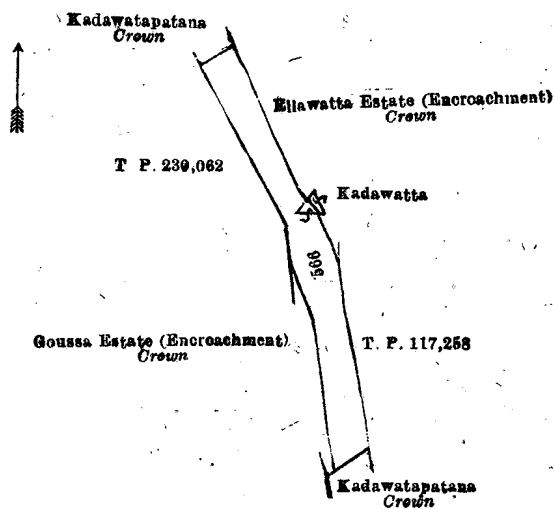 Kadawatapatana
Crown
Ellawatta Estate (Encroachment)
Crown
T P. 230,062
Kadawatta
566
Goussa Estate (Encroachment)
Crown
T. P. 117,258
Kadawatapatana
Crown